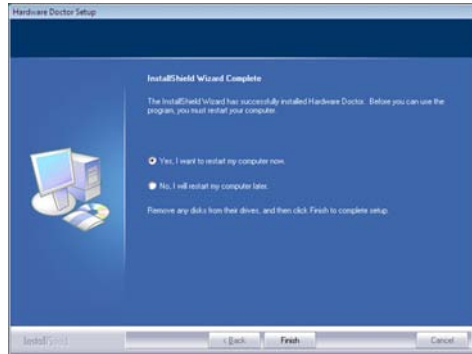 Hardware Doctor Setup
InstallShield Wizard Complete
The InstallShield Wizard has successfully installed Hardware Doctor. Before you can use the
program, you must restart your computer.
Yes, I want to restart my computer now.
No, I will restart my computer later.
Remove any disks from their drives, and then click Finish to complete setup.
InstallShield
< Back
Finish
Cancel